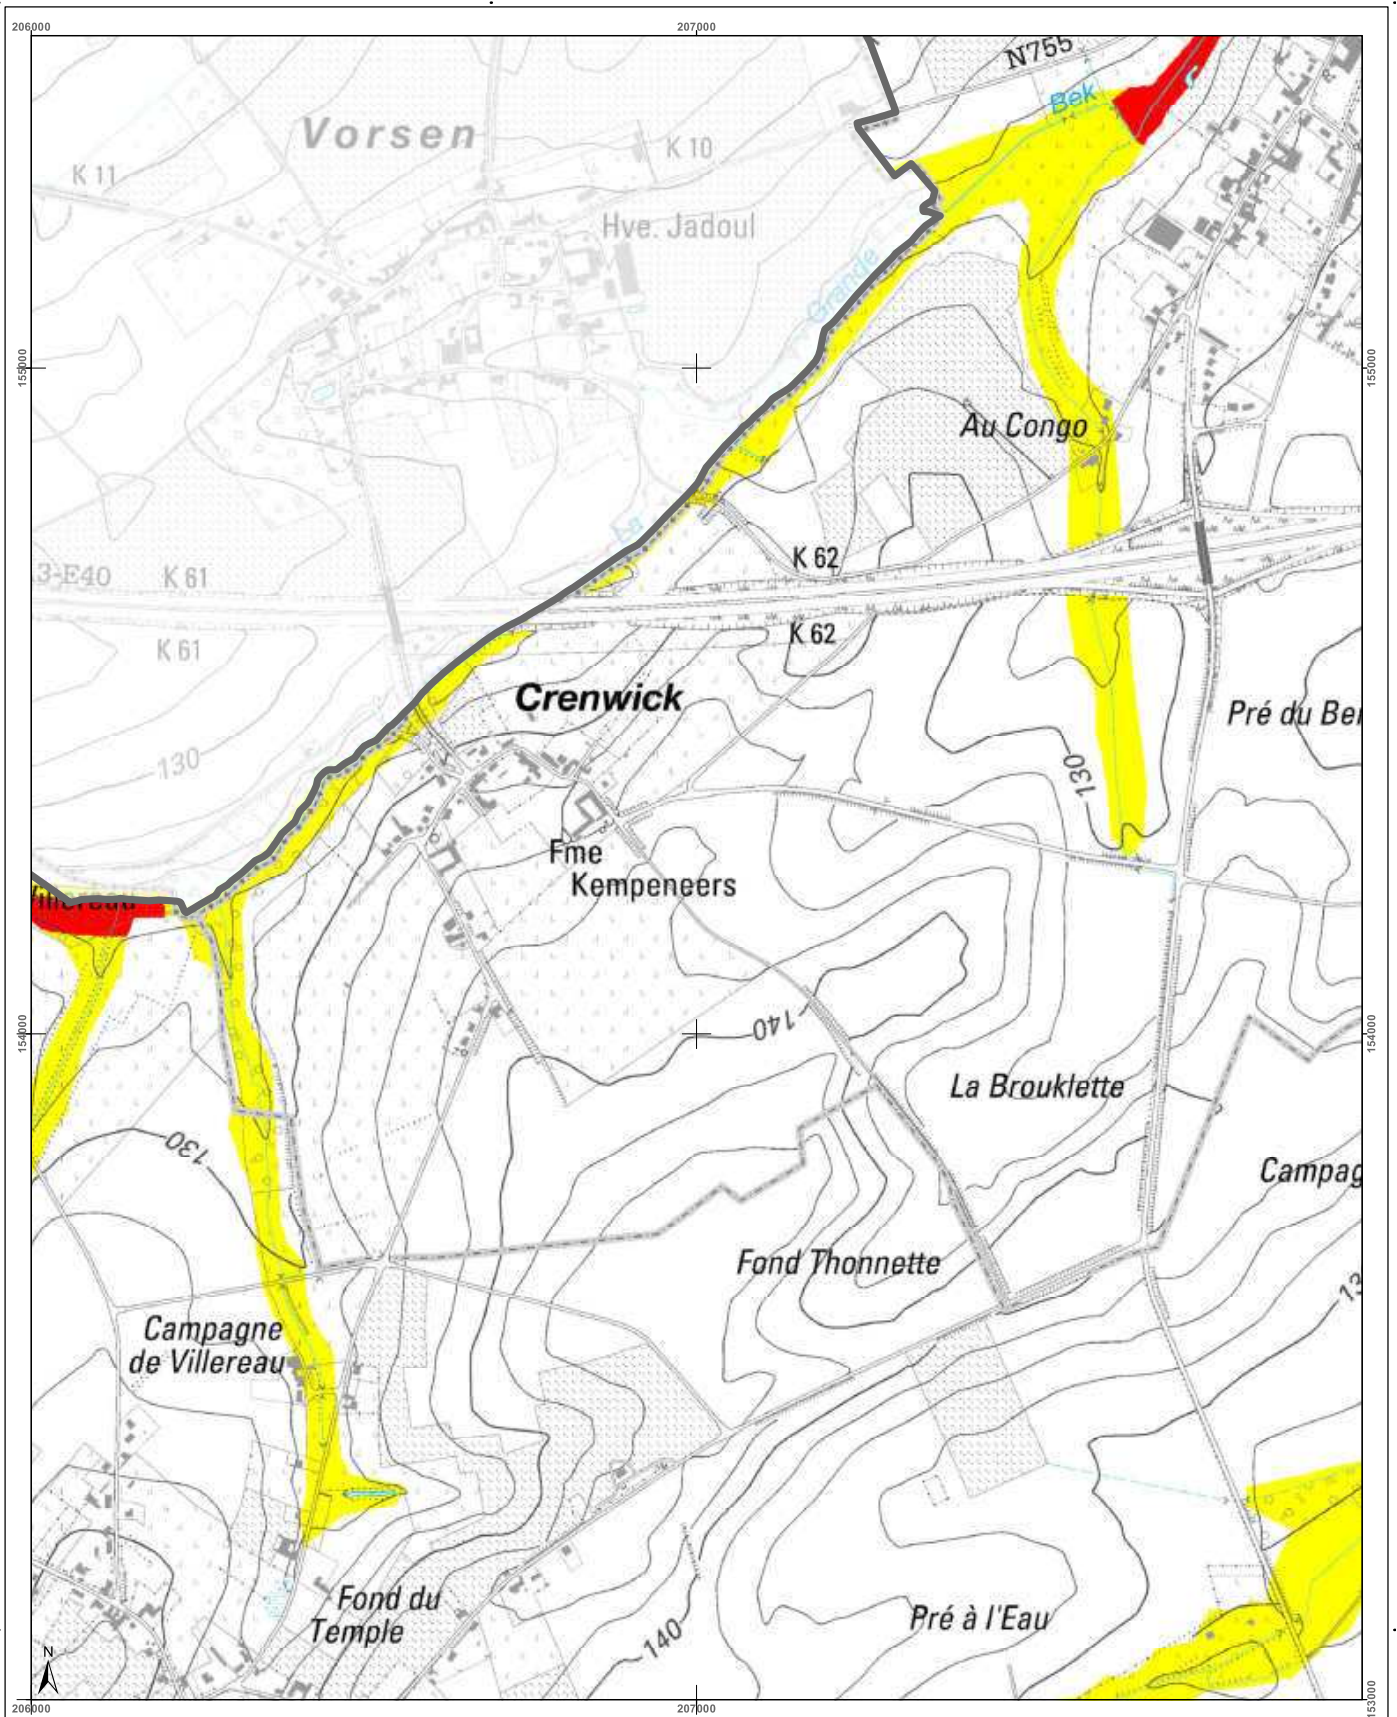 206000
207000
N755
Bek
Vorsen
K 10
K 11
Hve. Jadoul
Grande
155000
155000
Au Congo
la
K 62
3-E40
K 61
K 62
K 61
Crenwick
Pré du Ber
130
130
Fme
Kempeneers
Villereau
140
154000
154000
La Brouklette
130
Campag
Fond Thonnette
13
Campagne
de Villereau
Fond du
Temple
Pré à l'Eau
140
N
206000
207000
153000